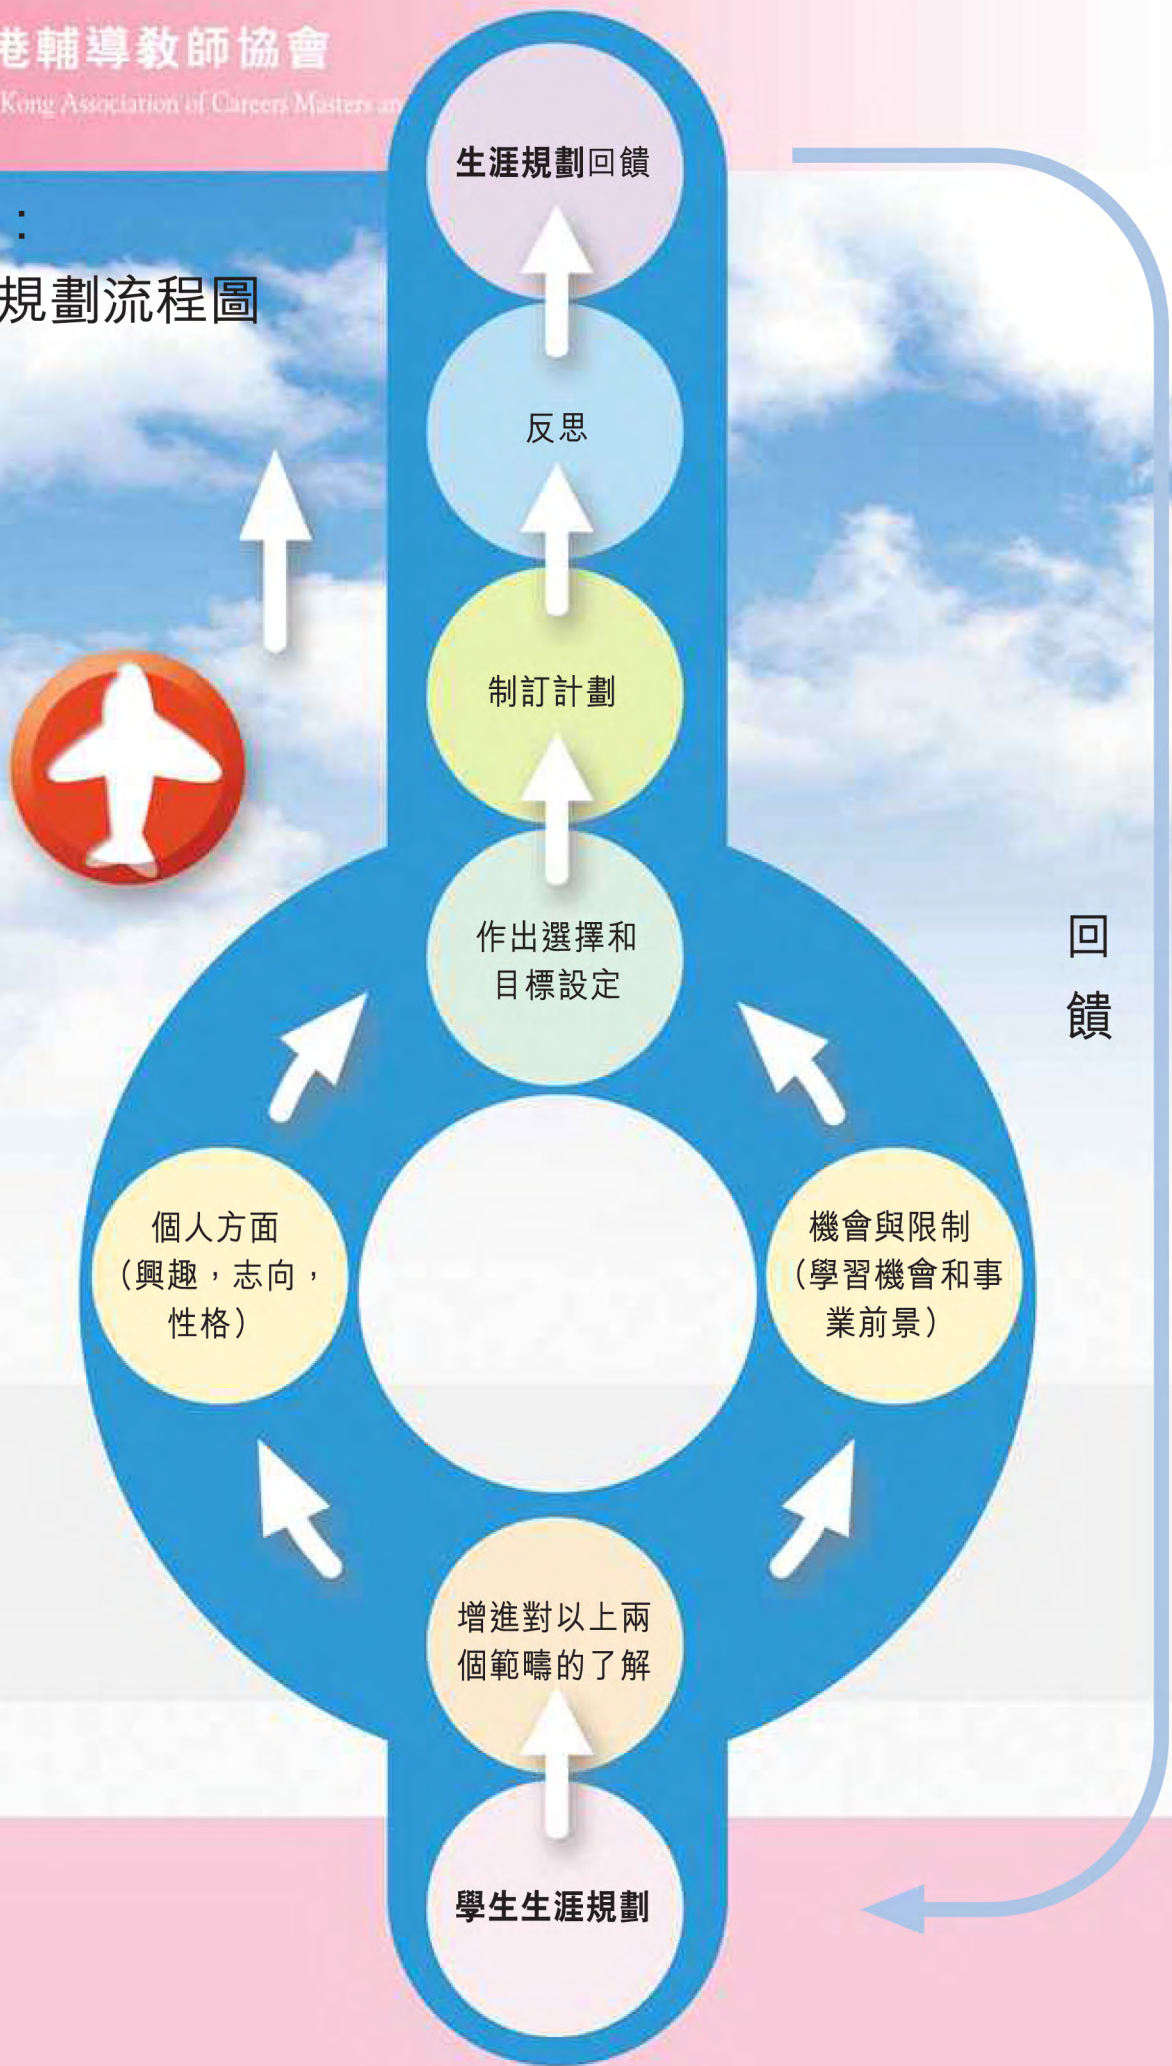 港輔導教師協會
Kong Association of Careers Masters an
：
規劃流程圖
生涯規劃回饋
反思
制訂計劃
作出選擇和
目標設定
回
饋
個人方面
（興趣，志向，
性格）
機會與限制
（學習機會和事
業前景）
增進對以上兩
個範疇的了解
學生生涯規劃